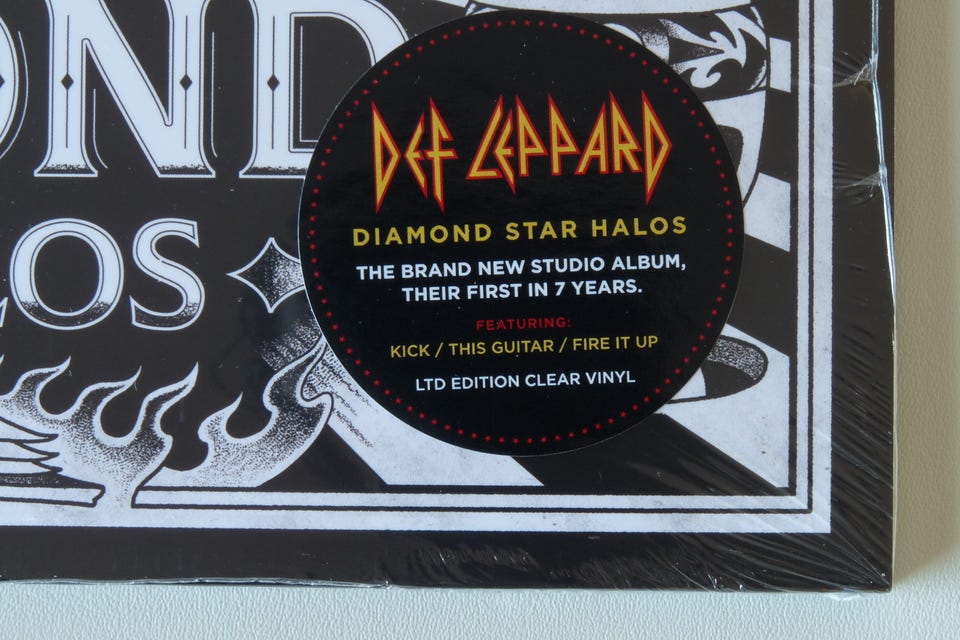 OND
LOS
DEF LEPPARD
DIAMOND STAR HALOS
THE BRAND NEW STUDIO ALBUM,
THEIR FIRST IN 7 YEARS.
FEATURING:
KICK / THIS GUITAR / FIRE IT UP
LTD EDITION CLEAR VINYL